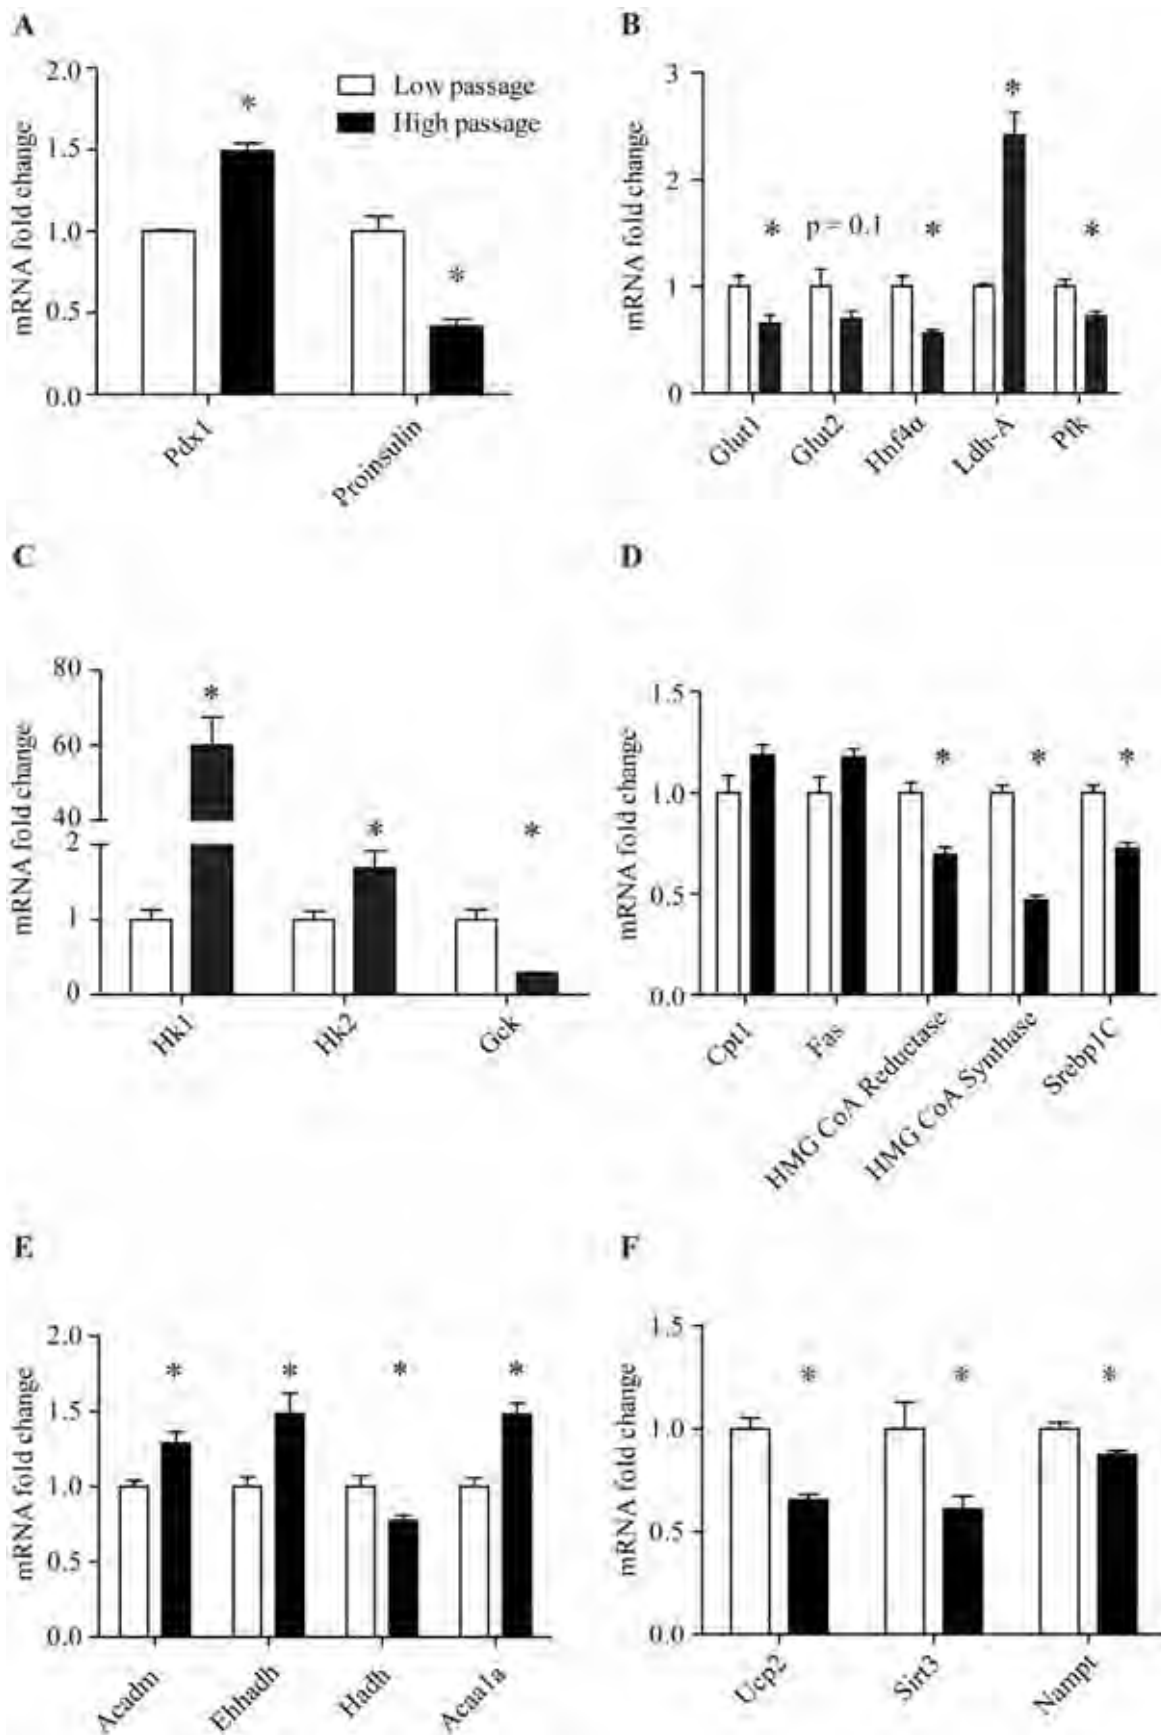 A
mRNA fold change
2.0
1.5
1.0
0.5
0.0
Low passage
High passage
*
*
Pdx1
Proinsulin
B
mRNA fold change
3
2
1
0
*
p = 0.1
*
*
*
Glut1
Glut2
Hnf4α
Ldh-A
Pfk
C
mRNA fold change
80
60
40
2
1
0
*
*
*
Hk1
Hk2
Gck
D
mRNA fold change
1.5
1.0
0.5
0.0
*
*
*
Cpt1
Fas
HMG CoA Reductase
HMG CoA Synthase
Srebp1C
E
mRNA fold change
2.0
1.5
1.0
0.5
0.0
*
*
*
*
Acadm
Ehhadh
Hadh
Acaa1a
F
mRNA fold change
1.5
1.0
0.5
0.0
*
*
*
Ucp2
Sirt3
Nampt